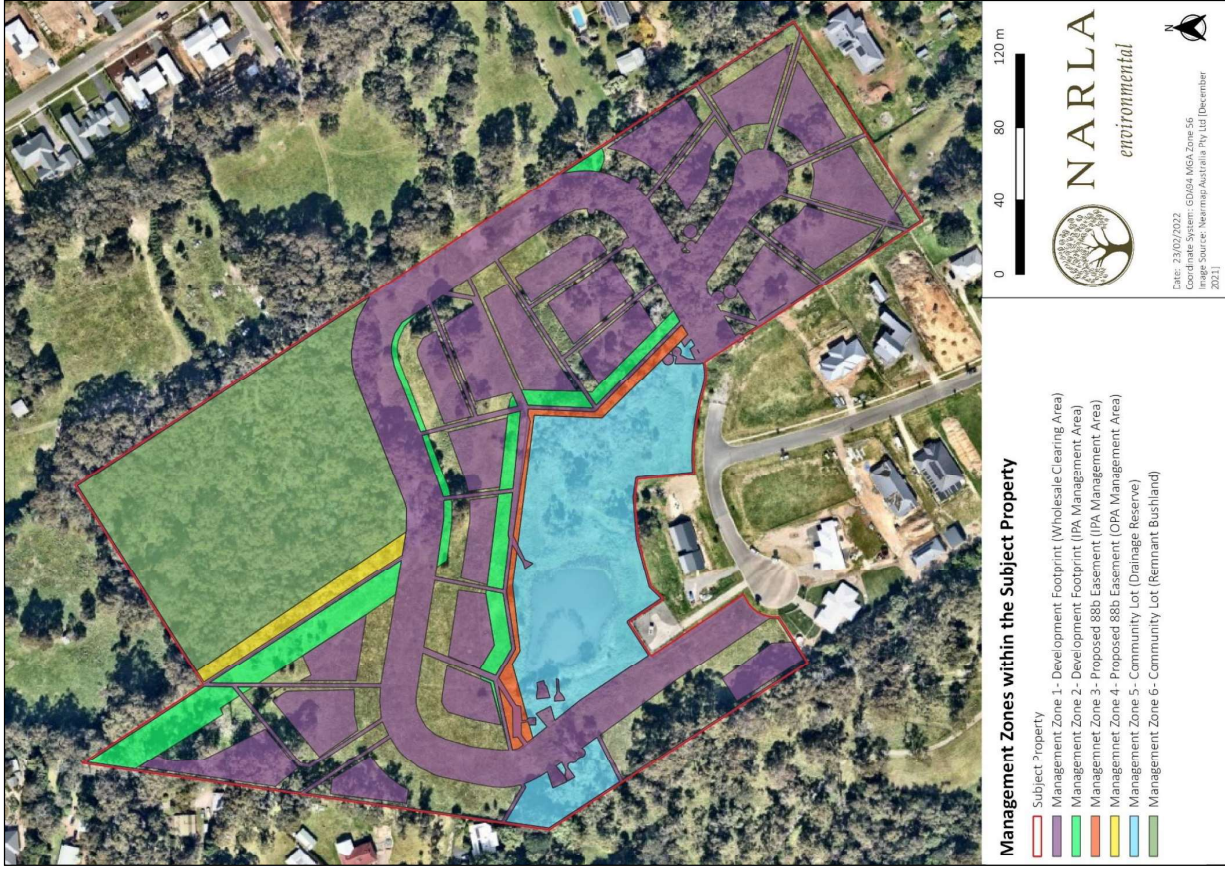 Management Zones within the Subject Property
Subject Property
Management Zone 1 - Development Footprint (Wholesale Clearing Area)
Management Zone 2 - Development Footprint (IPA Management Area)
Managemnet Zone 3 - Proposed 88b Easement (IPA Management Area)
Managemnet Zone 4 - Proposed 88b Easement (OPA Management Area)
Management Zone 5 - Community Lot (Drainage Reserve)
Management Zone 6 - Community Lot (Remnant Bushland)
0 40 80 120 m
NARLA
environmental
Date: 23/02/2022
Coordinate System: GDA94 MGA Zone 56
Image Source: Nearmap Australia Pty Ltd [December
2021]
N